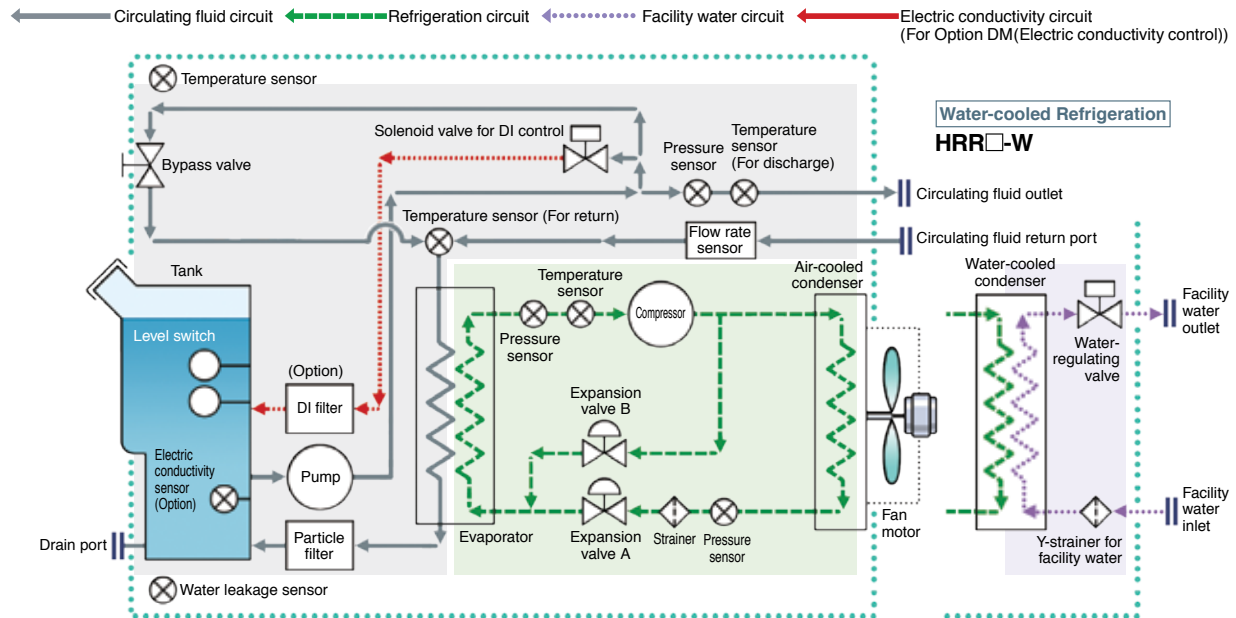 Circulating fluid circuit
Refrigeration circuit
Facility water circuit
Electric conductivity circuit
(For Option DM(Electric conductivity control))
Temperature sensor
Water-cooled Refrigeration
HRR□-W
Solenoid valve for DI control
Temperature
sensor
(For discharge)
Pressure
sensor
Bypass valve
Circulating fluid outlet
Temperature sensor (For return)
Flow rate
sensor
Circulating fluid return port
Tank
Temperature
sensor
Air-cooled
condenser
Water-cooled
condenser
Compressor
Facility
water
outlet
Level switch
Pressure
sensor
Water-
regulating
valve
(Option)
DI filter
Expansion
valve B
Electric
conductivity
sensor
(Option)
Pump
Facility
water
inlet
Fan
motor
Drain port
Particle
filter
Evaporator
Expansion
valve A
Strainer
Pressure
sensor
Y-strainer for
facility water
Water leakage sensor